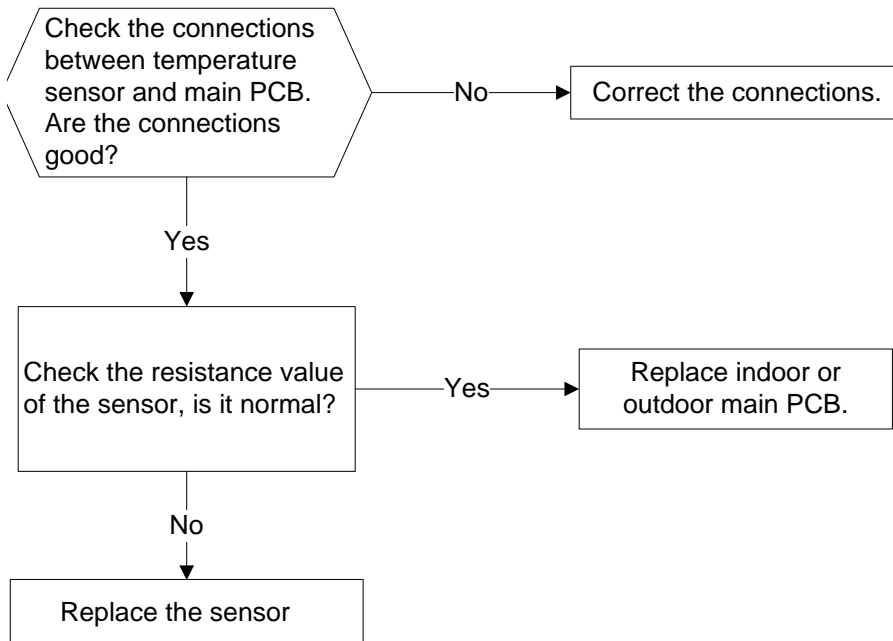 Check the connections
between temperature
sensor and main PCB.
Are the connections
good?
No
Correct the connections.
Yes
Check the resistance value
of the sensor, is it normal?
Yes
Replace indoor or
outdoor main PCB.
No
Replace the sensor